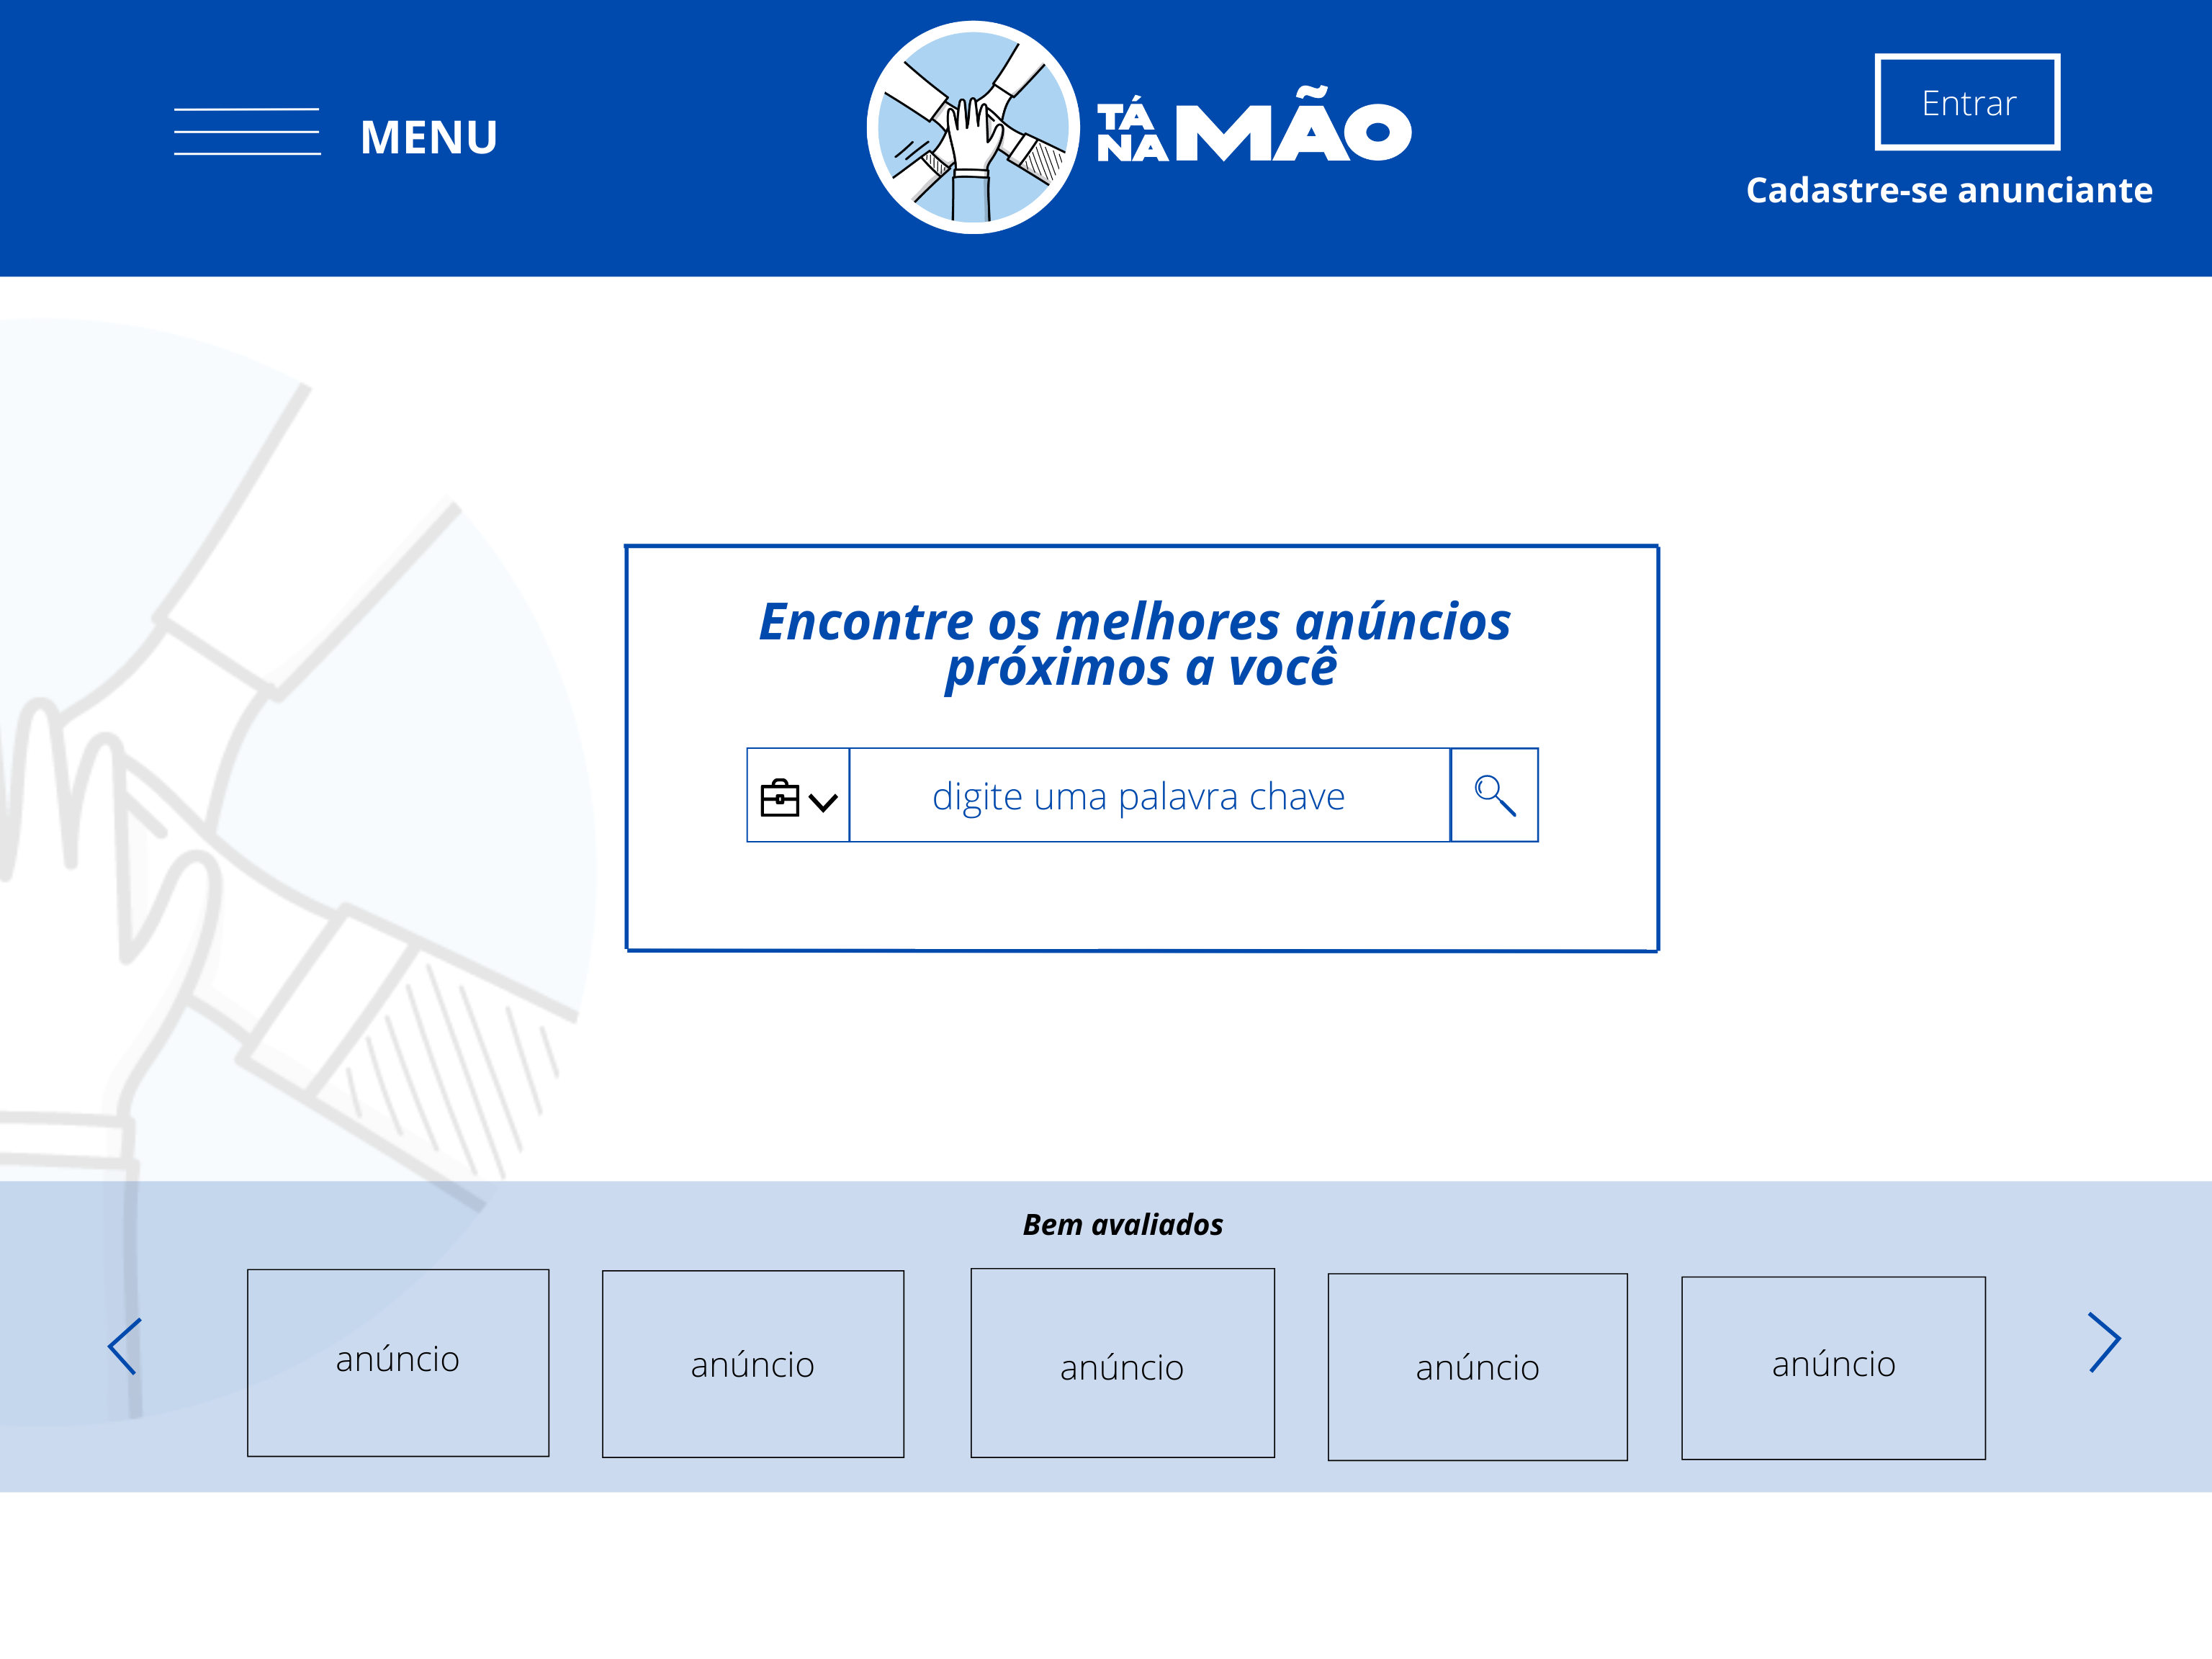 MENU
TÁ
NA MÃO
Entrar
Cadastre-se anunciante
Encontre os melhores anúncios
próximos a você
digite uma palavra chave
Bem avaliados
anúncio
anúncio
anúncio
anúncio
anúncio